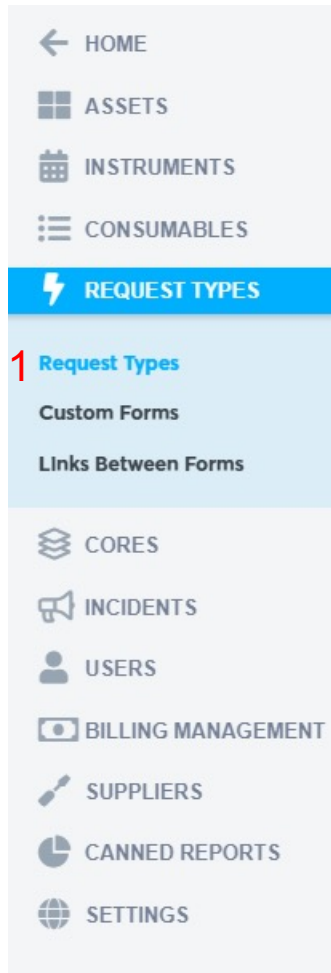 HOME
ASSETS
INSTRUMENTS
CONSUMABLES
REQUEST TYPES
1 Request Types
Custom Forms
LInks Between Forms
CORES
INCIDENTS
USERS
BILLING MANAGEMENT
SUPPLIERS
CANNED REPORTS
SETTINGS